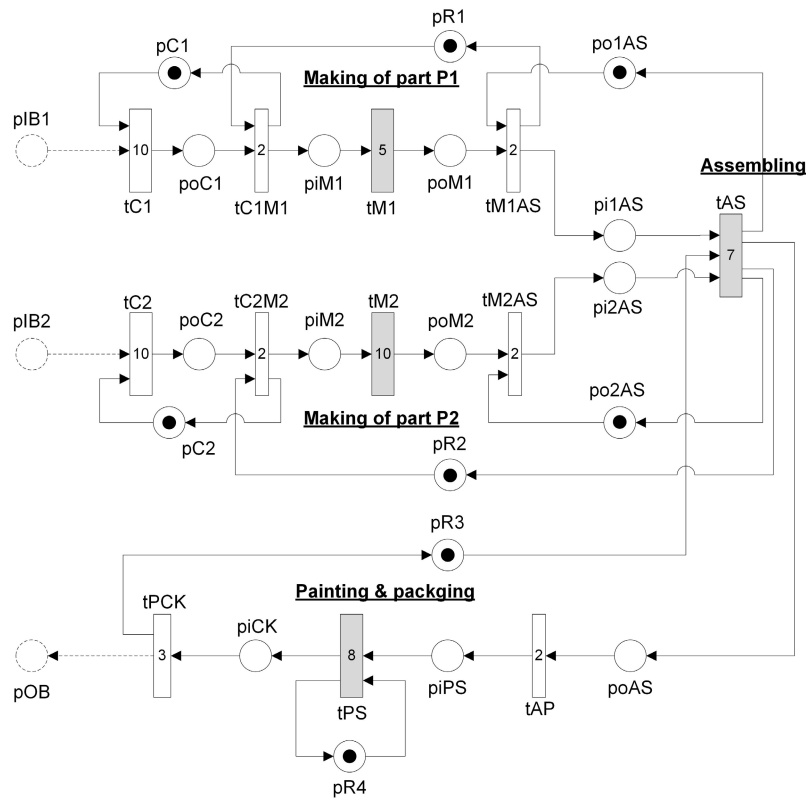 pR1
pC1
po1AS
Making of part P1
pIB1
10
2
5
2
Assembling
poC1
piM1
poM1
tC1
tC1M1
tM1
tM1AS
pi1AS
tAS
7
pi2AS
tC2
tC2M2
tM2
tM2AS
pIB2
poC2
piM2
poM2
10
2
10
2
po2AS
Making of part P2
pC2
pR2
pR3
Painting & packging
tPCK
piCK
3
8
2
pOB
piPS
poAS
tPS
tAP
pR4